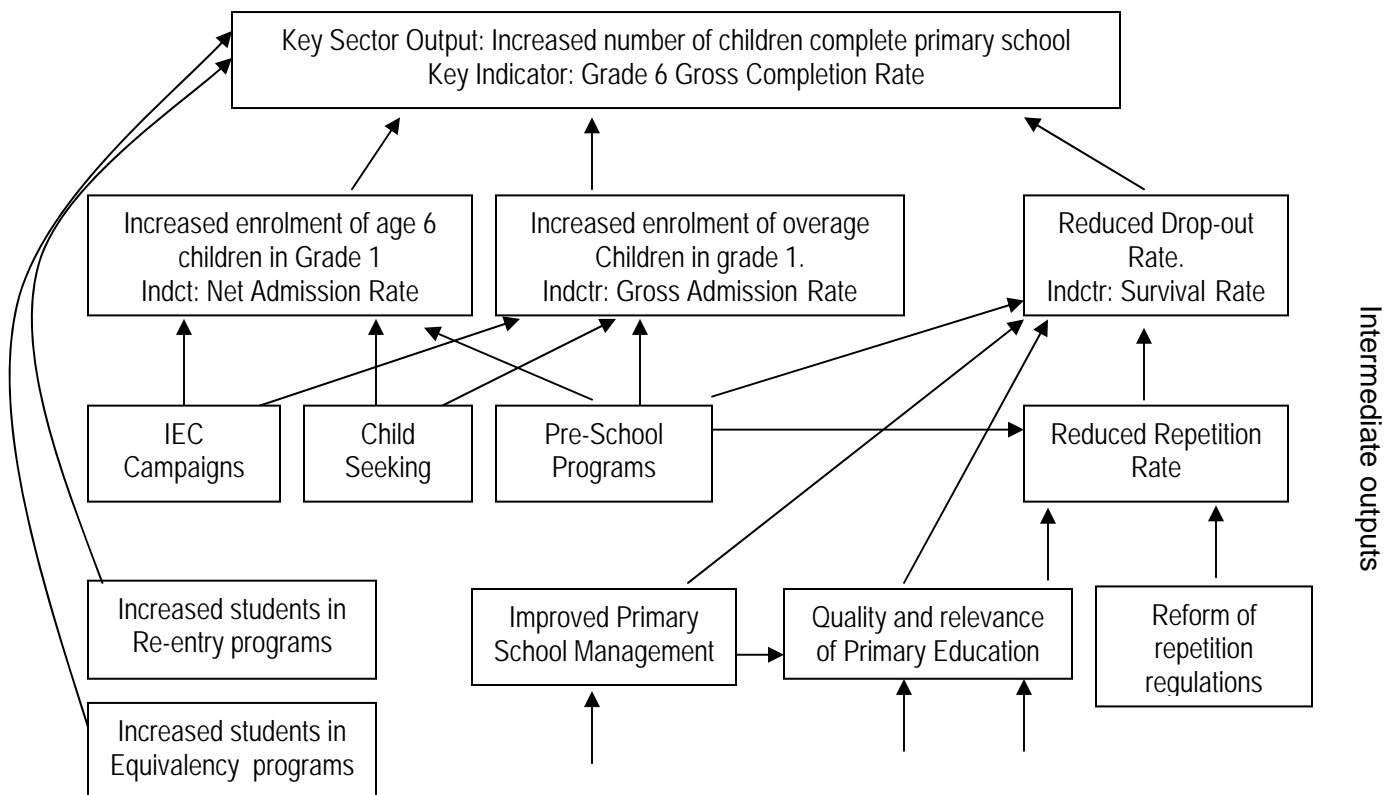 Key Sector Output: Increased number of children complete primary school
Key Indicator: Grade 6 Gross Completion Rate
Increased enrolment of age 6
children in Grade 1
Indct: Net Admission Rate
Increased enrolment of overage
Children in grade 1.
Indctr: Gross Admission Rate
Reduced Drop-out
Rate.
Indctr: Survival Rate
Intermediate outputs
IEC
Campaigns
Child
Seeking
Pre-School
Programs
Reduced Repetition
Rate
Increased students in
Re-entry programs
Improved Primary
School Management
Quality and relevance
of Primary Education
Reform of
repetition
regulations
Increased students in
Equivalency programs